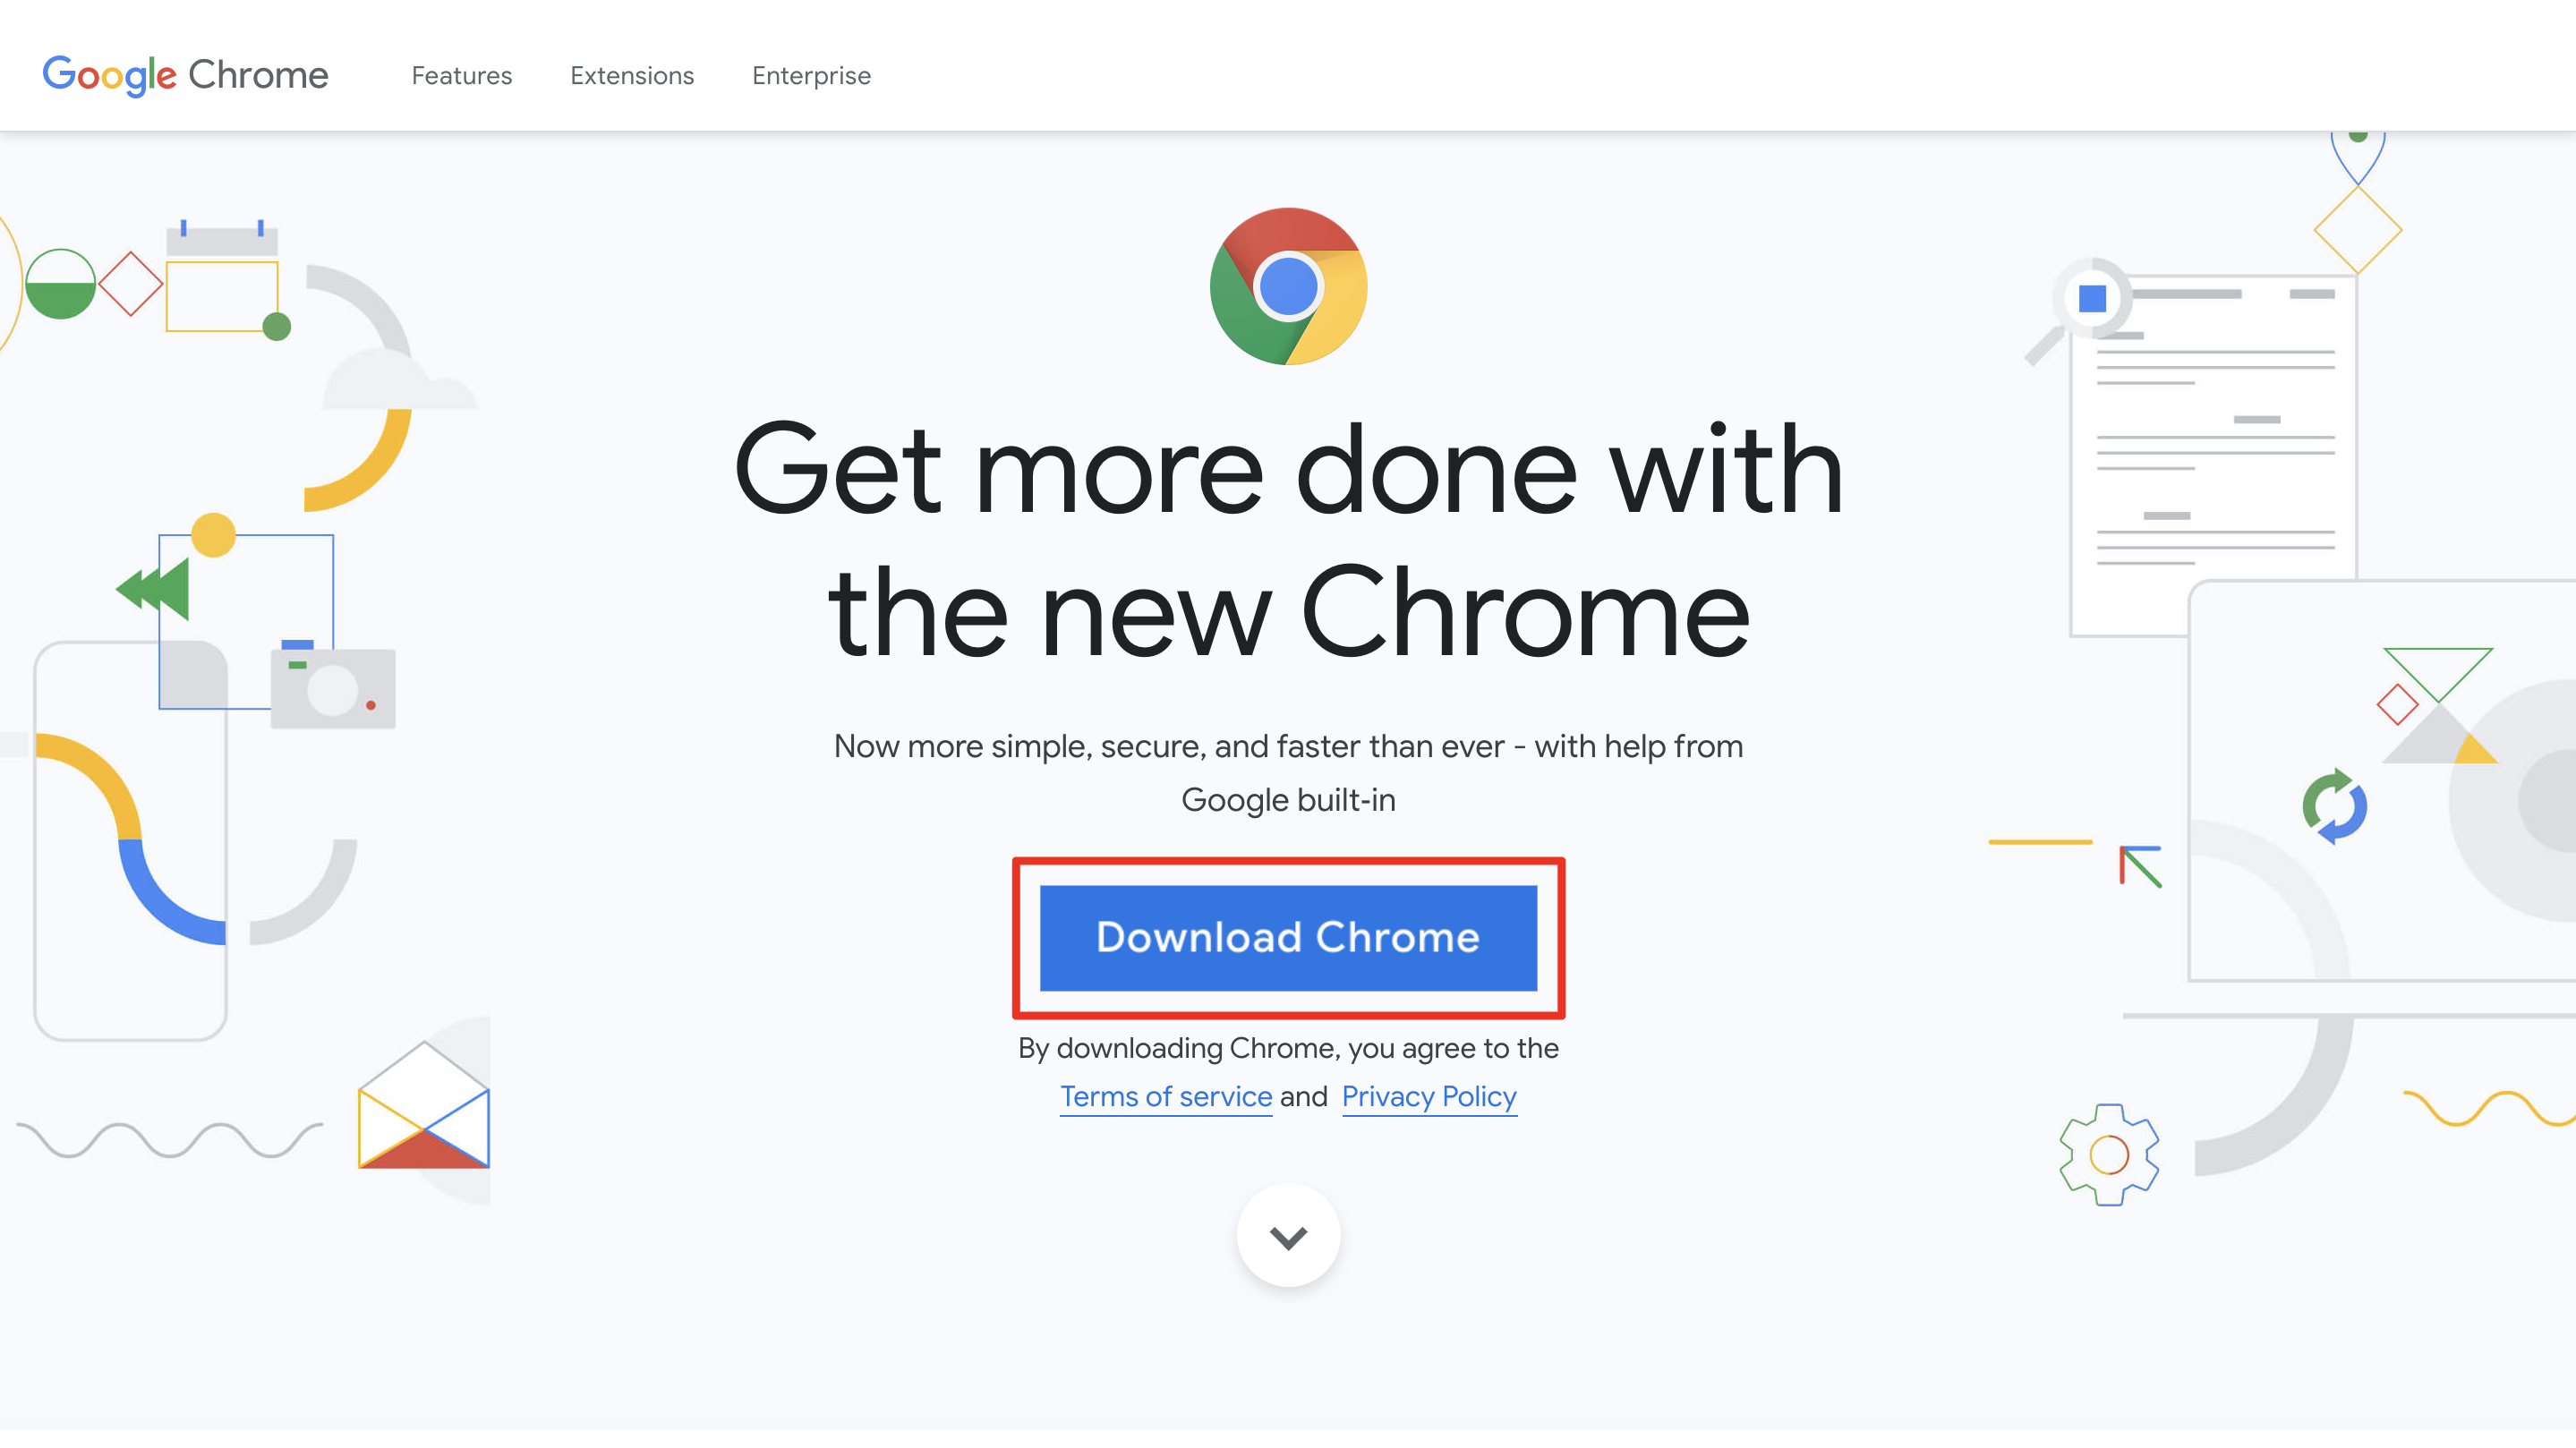 Google Chrome Features Extensions Enterprise
Get more done with
the new Chrome
Now more simple, secure, and faster than ever - with help from
Google built-in
Download Chrome
By downloading Chrome, you agree to the
Terms of service and Privacy Policy